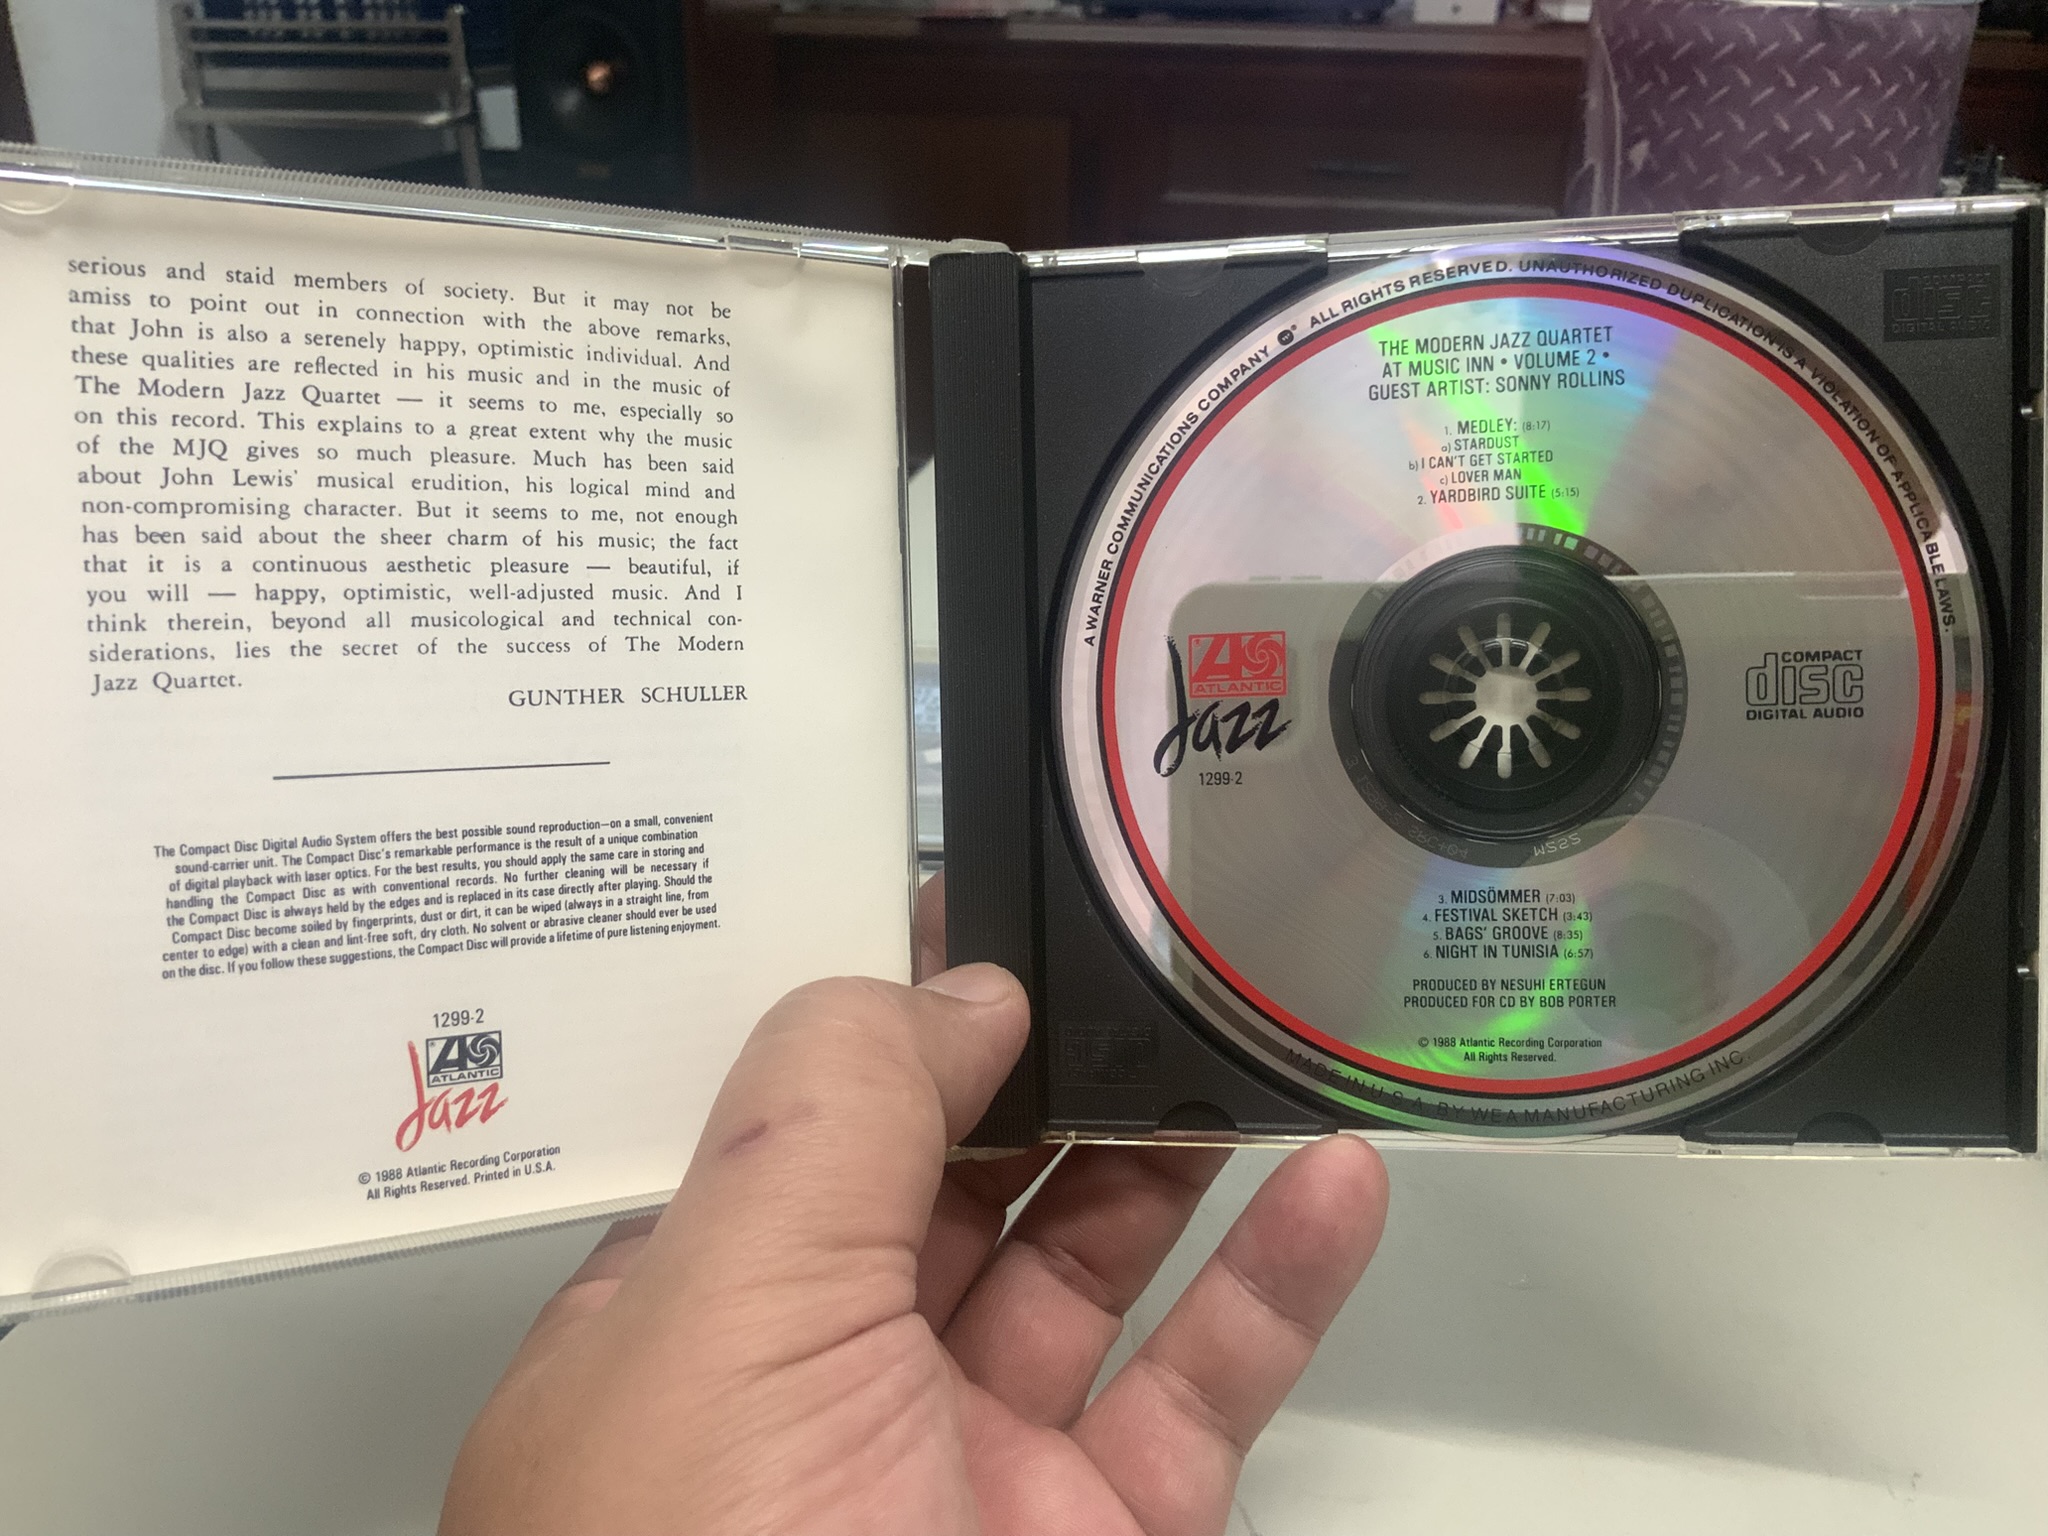 serious and staid members of society. But it may not be
amiss to point out in connection with the above remarks,
that John is also a serenely happy, optimistic individual. And
these qualities are reflected in his music and in the music of
The Modern Jazz Quartet — it seems to me, especially so
on this record. This explains to a great extent why the music
of the MJQ gives so much pleasure. Much has been said
about John Lewis' musical erudition, his logical mind and
non-compromising character. But it seems to me, not enough
has been said about the sheer charm of his music; the fact
that it is a continuous aesthetic pleasure — beautiful, if
you will — happy, optimistic, well-adjusted music. And I
think therein, beyond all musicological and technical con-
siderations, lies the secret of the success of The Modern
Jazz Quartet.
GUNTHER SCHULLER
The Compact Disc Digital Audio System offers the best possible sound reproduction—on a small, convenient
sound-carrier unit. The Compact Disc's remarkable performance is the result of a unique combination
of digital playback with laser optics. For the best results, you should apply the same care in storing and
handling the Compact Disc as with conventional records. No further cleaning will be necessary if
the Compact Disc is always held by the edges and is replaced in its case directly after playing. Should the
Compact Disc become soiled by fingerprints, dust or dirt, it can be wiped (always in a straight line, from
center to edge) with a clean and lint-free soft, dry cloth. No solvent or abrasive cleaner should ever be used
on the disc. If you follow these suggestions, the Compact Disc will provide a lifetime of pure listening enjoyment.
1299-2
ATLANTIC
Jazz
© 1988 Atlantic Recording Corporation
All Rights Reserved. Printed in U.S.A.
A WARNER COMMUNICATIONS COMPANY ALL RIGHTS RESERVED. UNAUTHORIZED DUPLICATION IS A VIOLATION OF APPLICABLE LAWS.
THE MODERN JAZZ QUARTET
AT MUSIC INN • VOLUME 2 •
GUEST ARTIST: SONNY ROLLINS
1. MEDLEY: (8:17)
a) STARDUST
b) I CAN'T GET STARTED
c) LOVER MAN
2. YARDBIRD SUITE (5:15)
ATLANTIC
Jazz
1299-2
COMPACT
disc
DIGITAL AUDIO
W525
3. MIDSÖMMER (7:03)
4. FESTIVAL SKETCH (3:43)
5. BAGS' GROOVE (8:35)
6. NIGHT IN TUNISIA (6:57)
PRODUCED BY NESUHI ERTEGUN
PRODUCED FOR CD BY BOB PORTER
© 1988 Atlantic Recording Corporation
All Rights Reserved.
MADE IN U.S.A. BY WEA MANUFACTURING INC.
disc
DIGITAL AUDIO